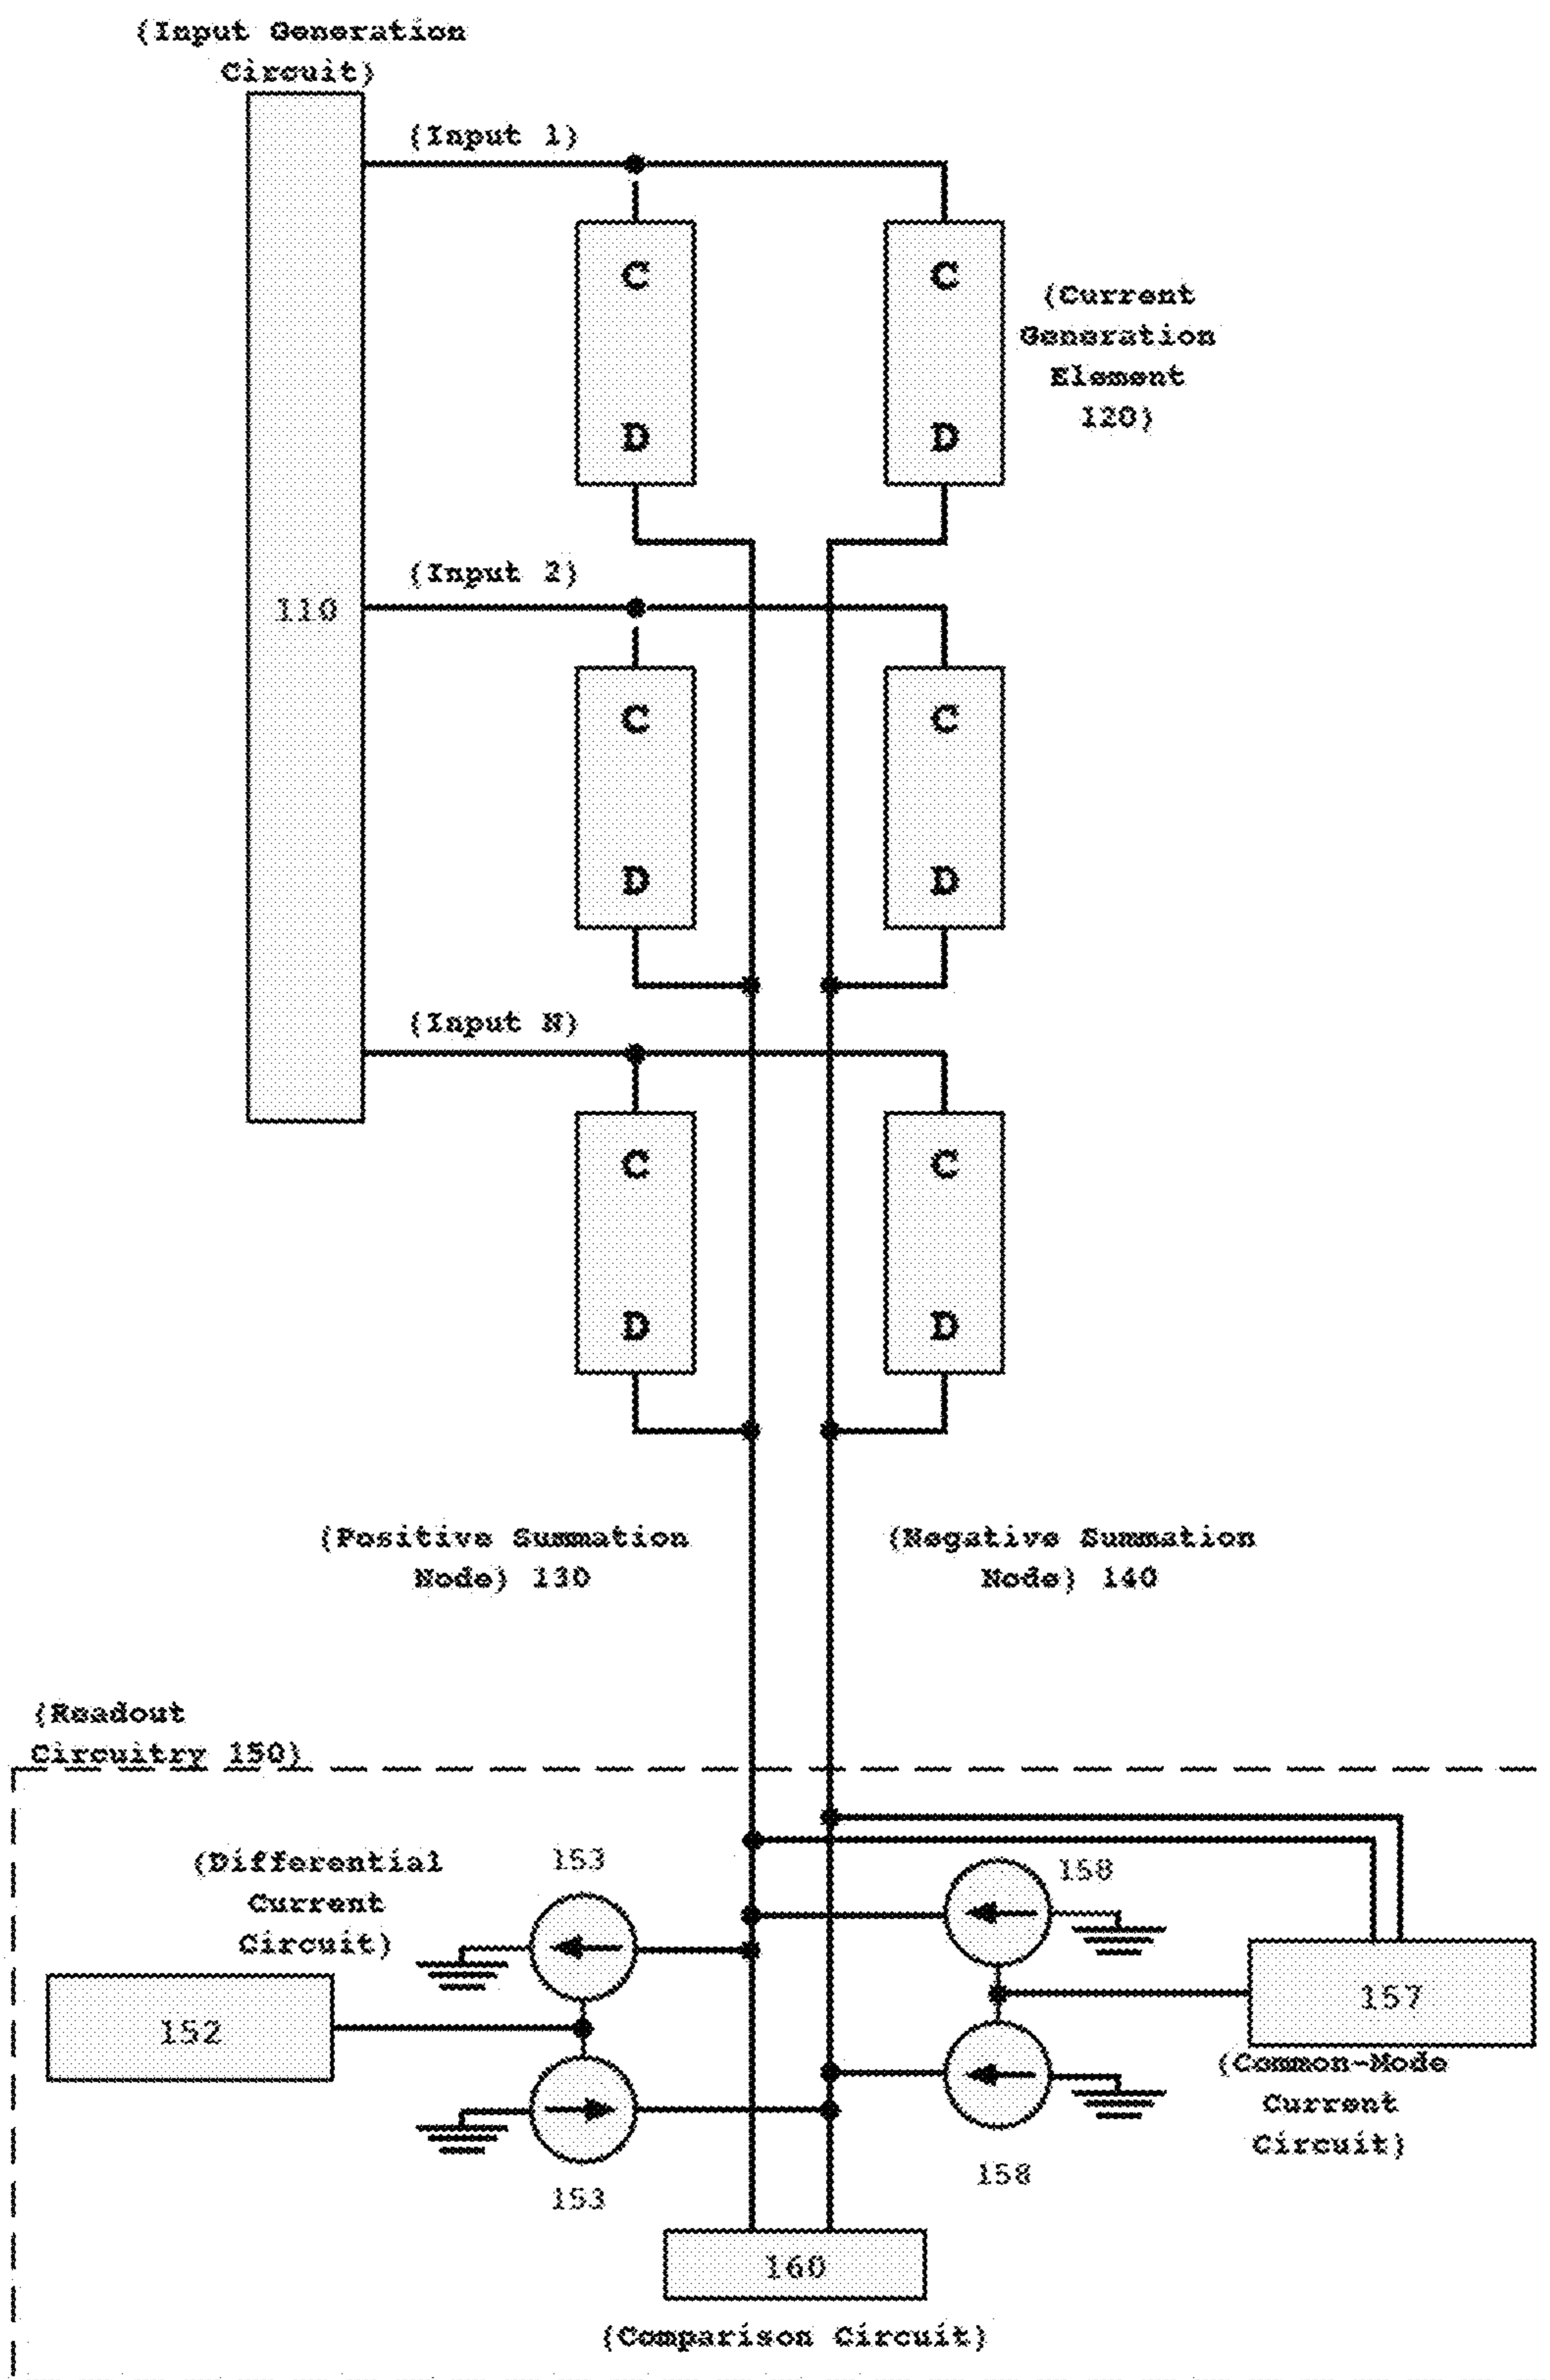 (Input Generation
Circuit)
(Input 1)
C
C
(Current
Generation
Element
120)
D
D
(Input 2)
110
C
C
D
D
(Input N)
C
C
D
D
(Positive Summation
Node) 130
(Negative Summation
Node) 140
(Readout
Circuitry 150)
(Differential
Current
Circuit)
153
158
152
157
(Common-Mode
Current
Circuit)
153
158
160
(Comparison Circuit)